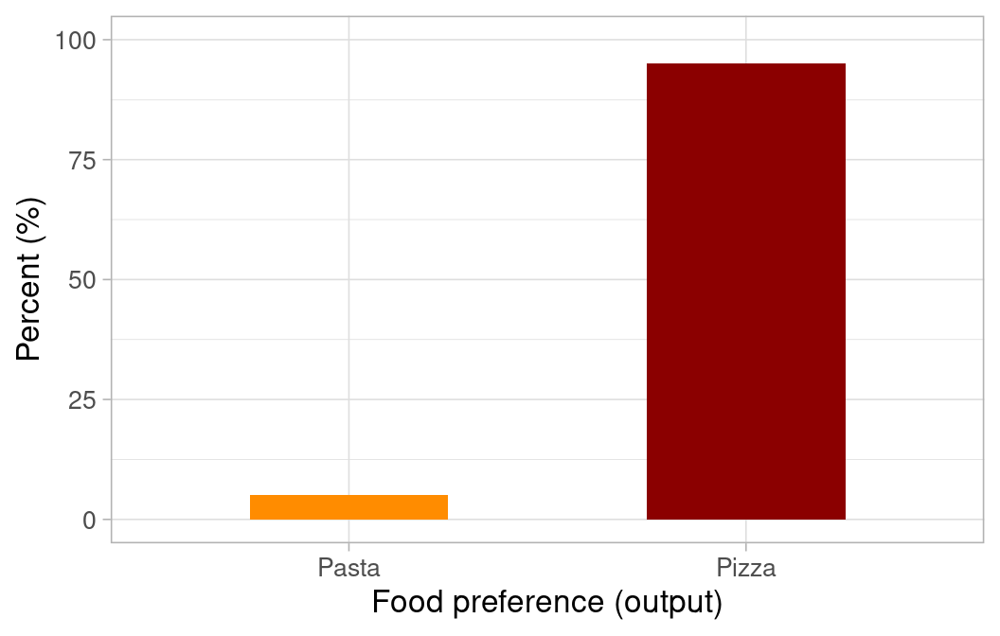 100
75
50
25
0
Percent (%)
Pasta
Pizza
Food preference (output)